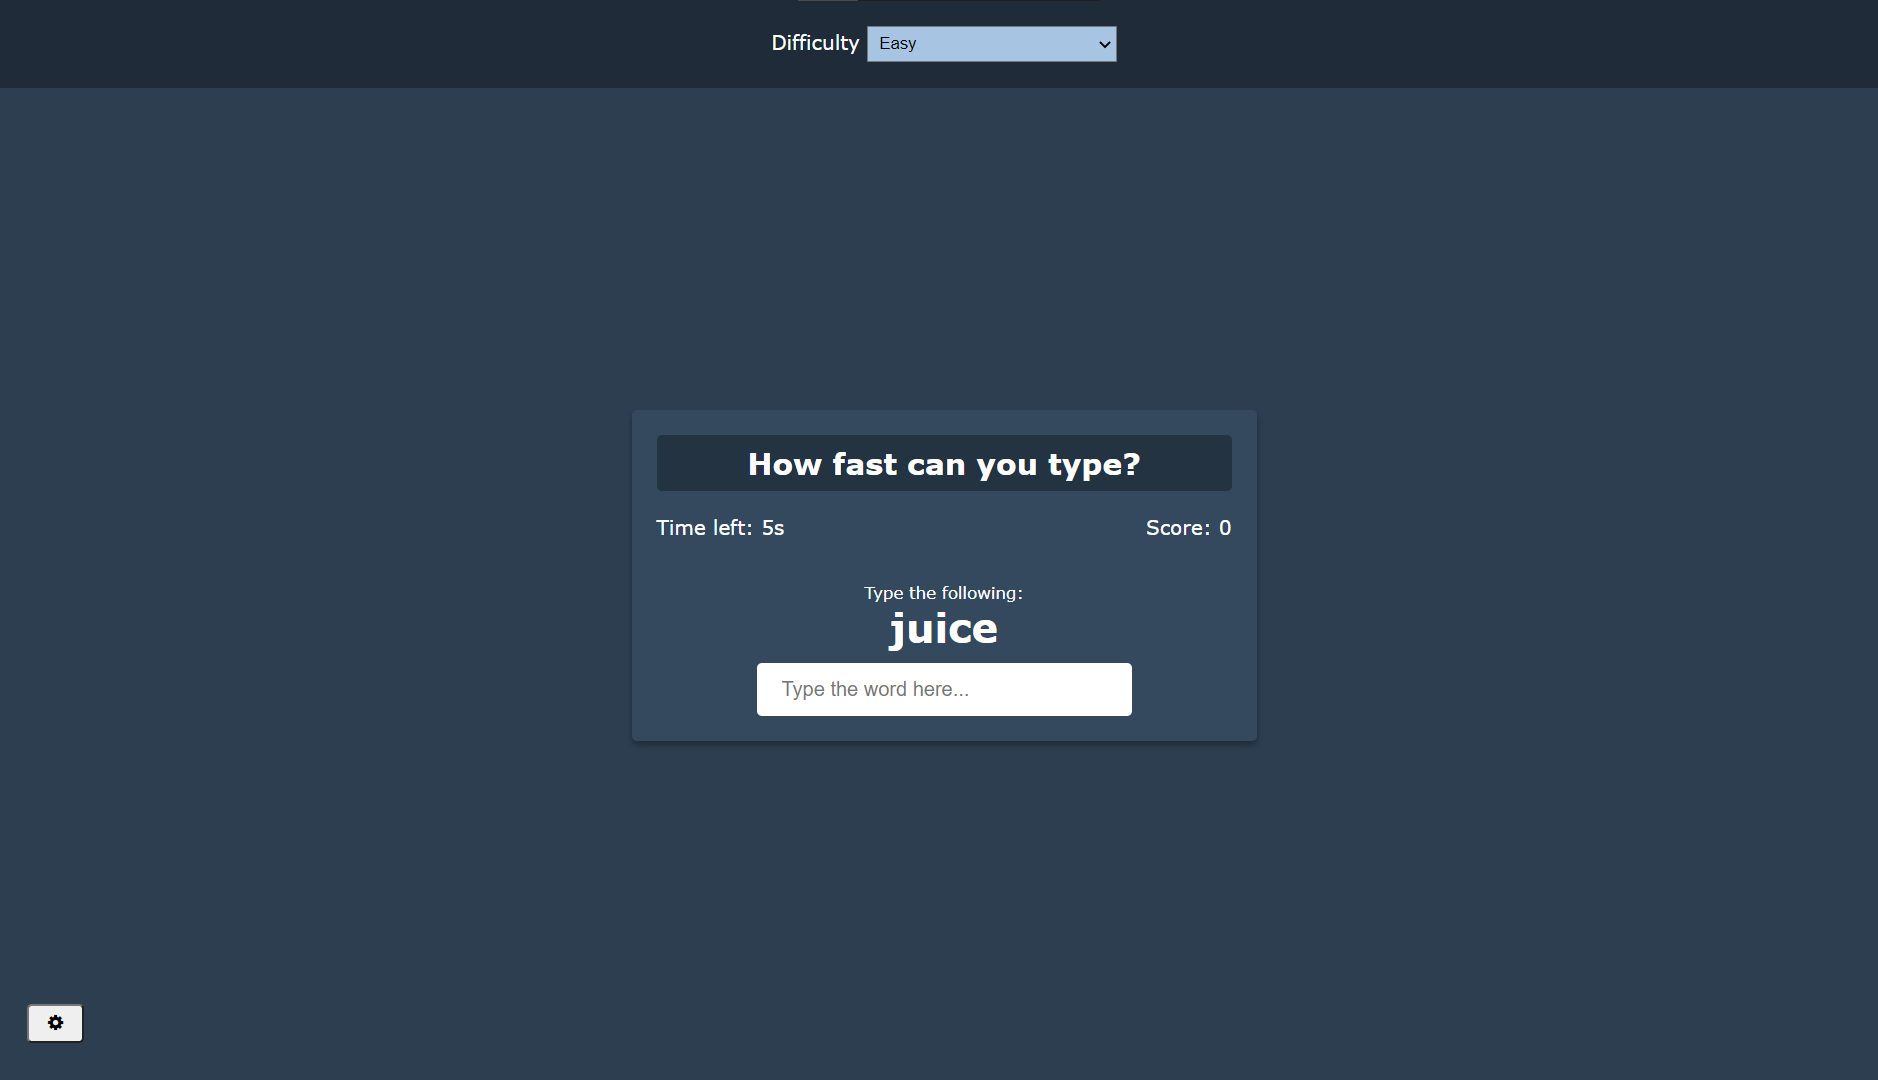 Difficulty Easy
How fast can you type?
Time left: 5s Score: 0
Type the following:
juice
Type the word here...